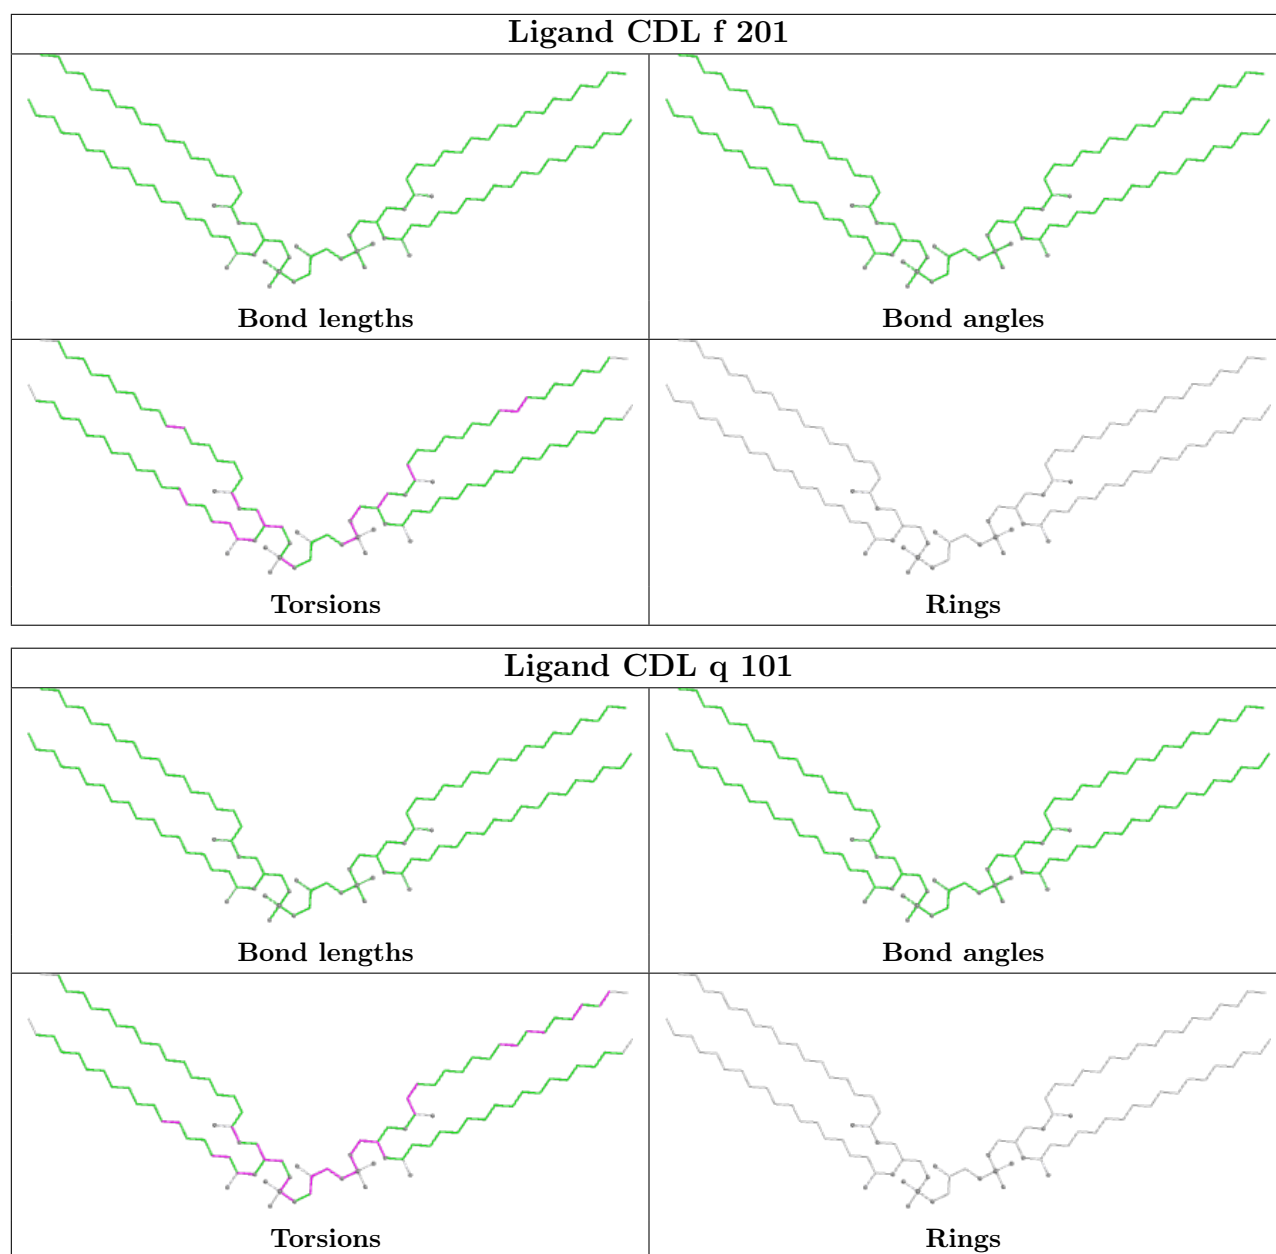 Ligand CDL f 201
Bond lengths
Bond angles
Torsions
Rings
Ligand CDL q 101
Bond lengths
Bond angles
Torsions
Rings